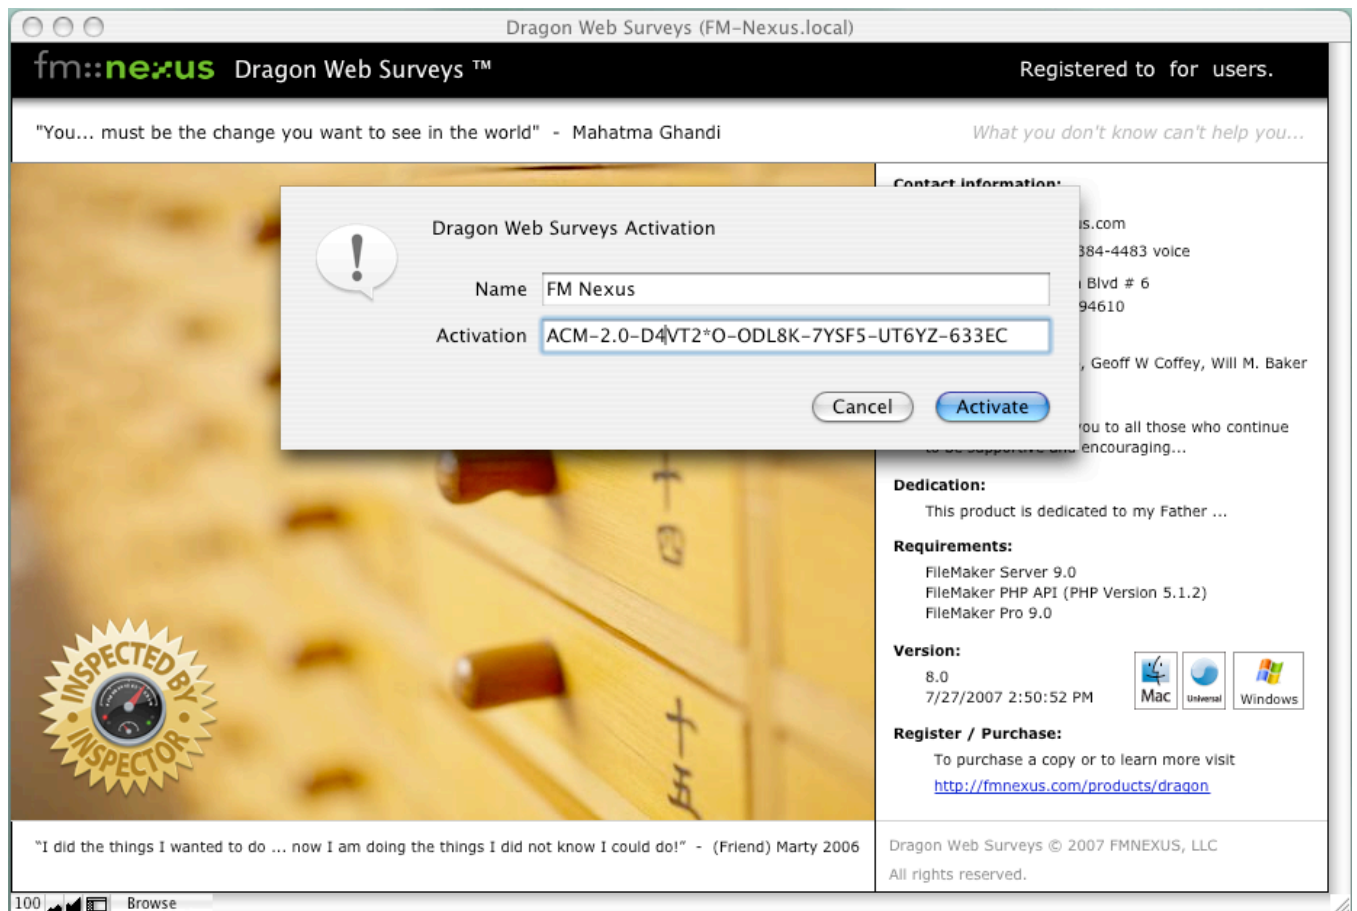 Dragon Web Surveys (FM-Nexus.local)
fm::nexus Dragon Web Surveys ™
Registered to for users.
"You... must be the change you want to see in the world" - Mahatma Ghandi
What you don't know can't help you...
Dragon Web Surveys Activation
Name FM Nexus
Activation ACM-2.0-D4VT2*O-ODL8K-7YSF5-UT6YZ-633EC
Cancel Activate
Contact information:
us.com
384-4483 voice
Blvd # 6
94610
, Geoff W Coffey, Will M. Baker
you to all those who continue
to be supportive and encouraging...
Dedication:
This product is dedicated to my Father ...
Requirements:
FileMaker Server 9.0
FileMaker PHP API (PHP Version 5.1.2)
FileMaker Pro 9.0
Version:
8.0
7/27/2007 2:50:52 PM
Mac
Universal
Windows
Register / Purchase:
To purchase a copy or to learn more visit
http://fmnexus.com/products/dragon
INSPECTED BY
INSPECTOR
"I did the things I wanted to do ... now I am doing the things I did not know I could do!" - (Friend) Marty 2006
Dragon Web Surveys © 2007 FMNEXUS, LLC
All rights reserved.
100 Browse